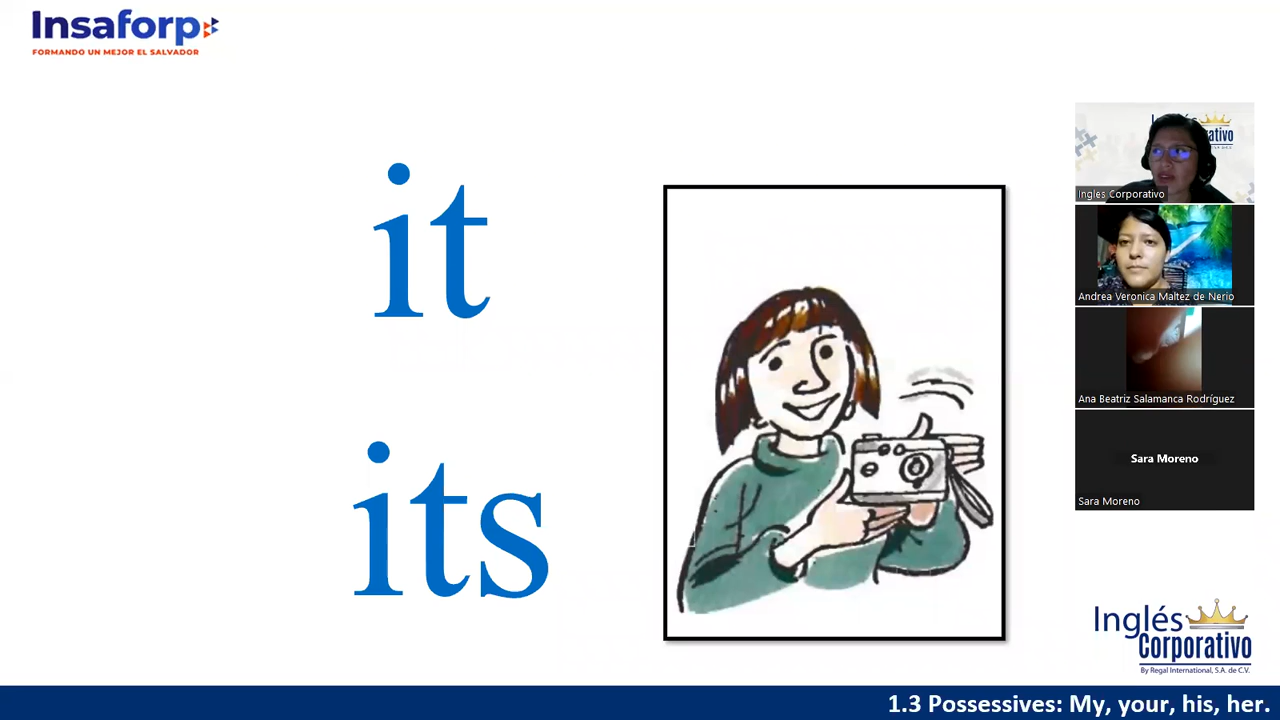 Insaforp
FORMANDO UN MEJOR EL SALVADOR
it
its
Ingles Corporativo
Andrea Veronica Maltez de Nerio
Ana Beatriz Salamanca Rodríguez
Sara Moreno
Sara Moreno
Inglés
Corporativo
By Regal International, S.A. de C.V.
1.3 Possessives: My, your, his, her.